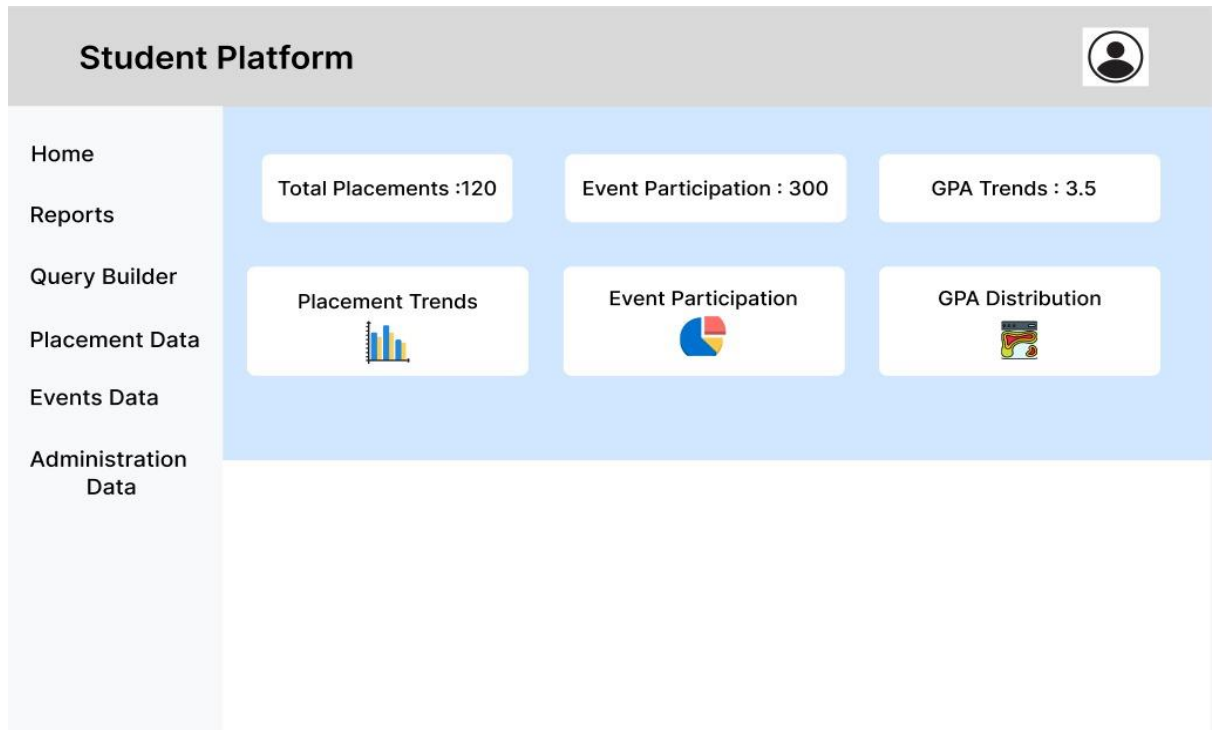 Student Platform
Home
Reports
Query Builder
Placement Data
Events Data
Administration
Data
Total Placements :120
Event Participation : 300
GPA Trends : 3.5
Placement Trends
Event Participation
GPA Distribution